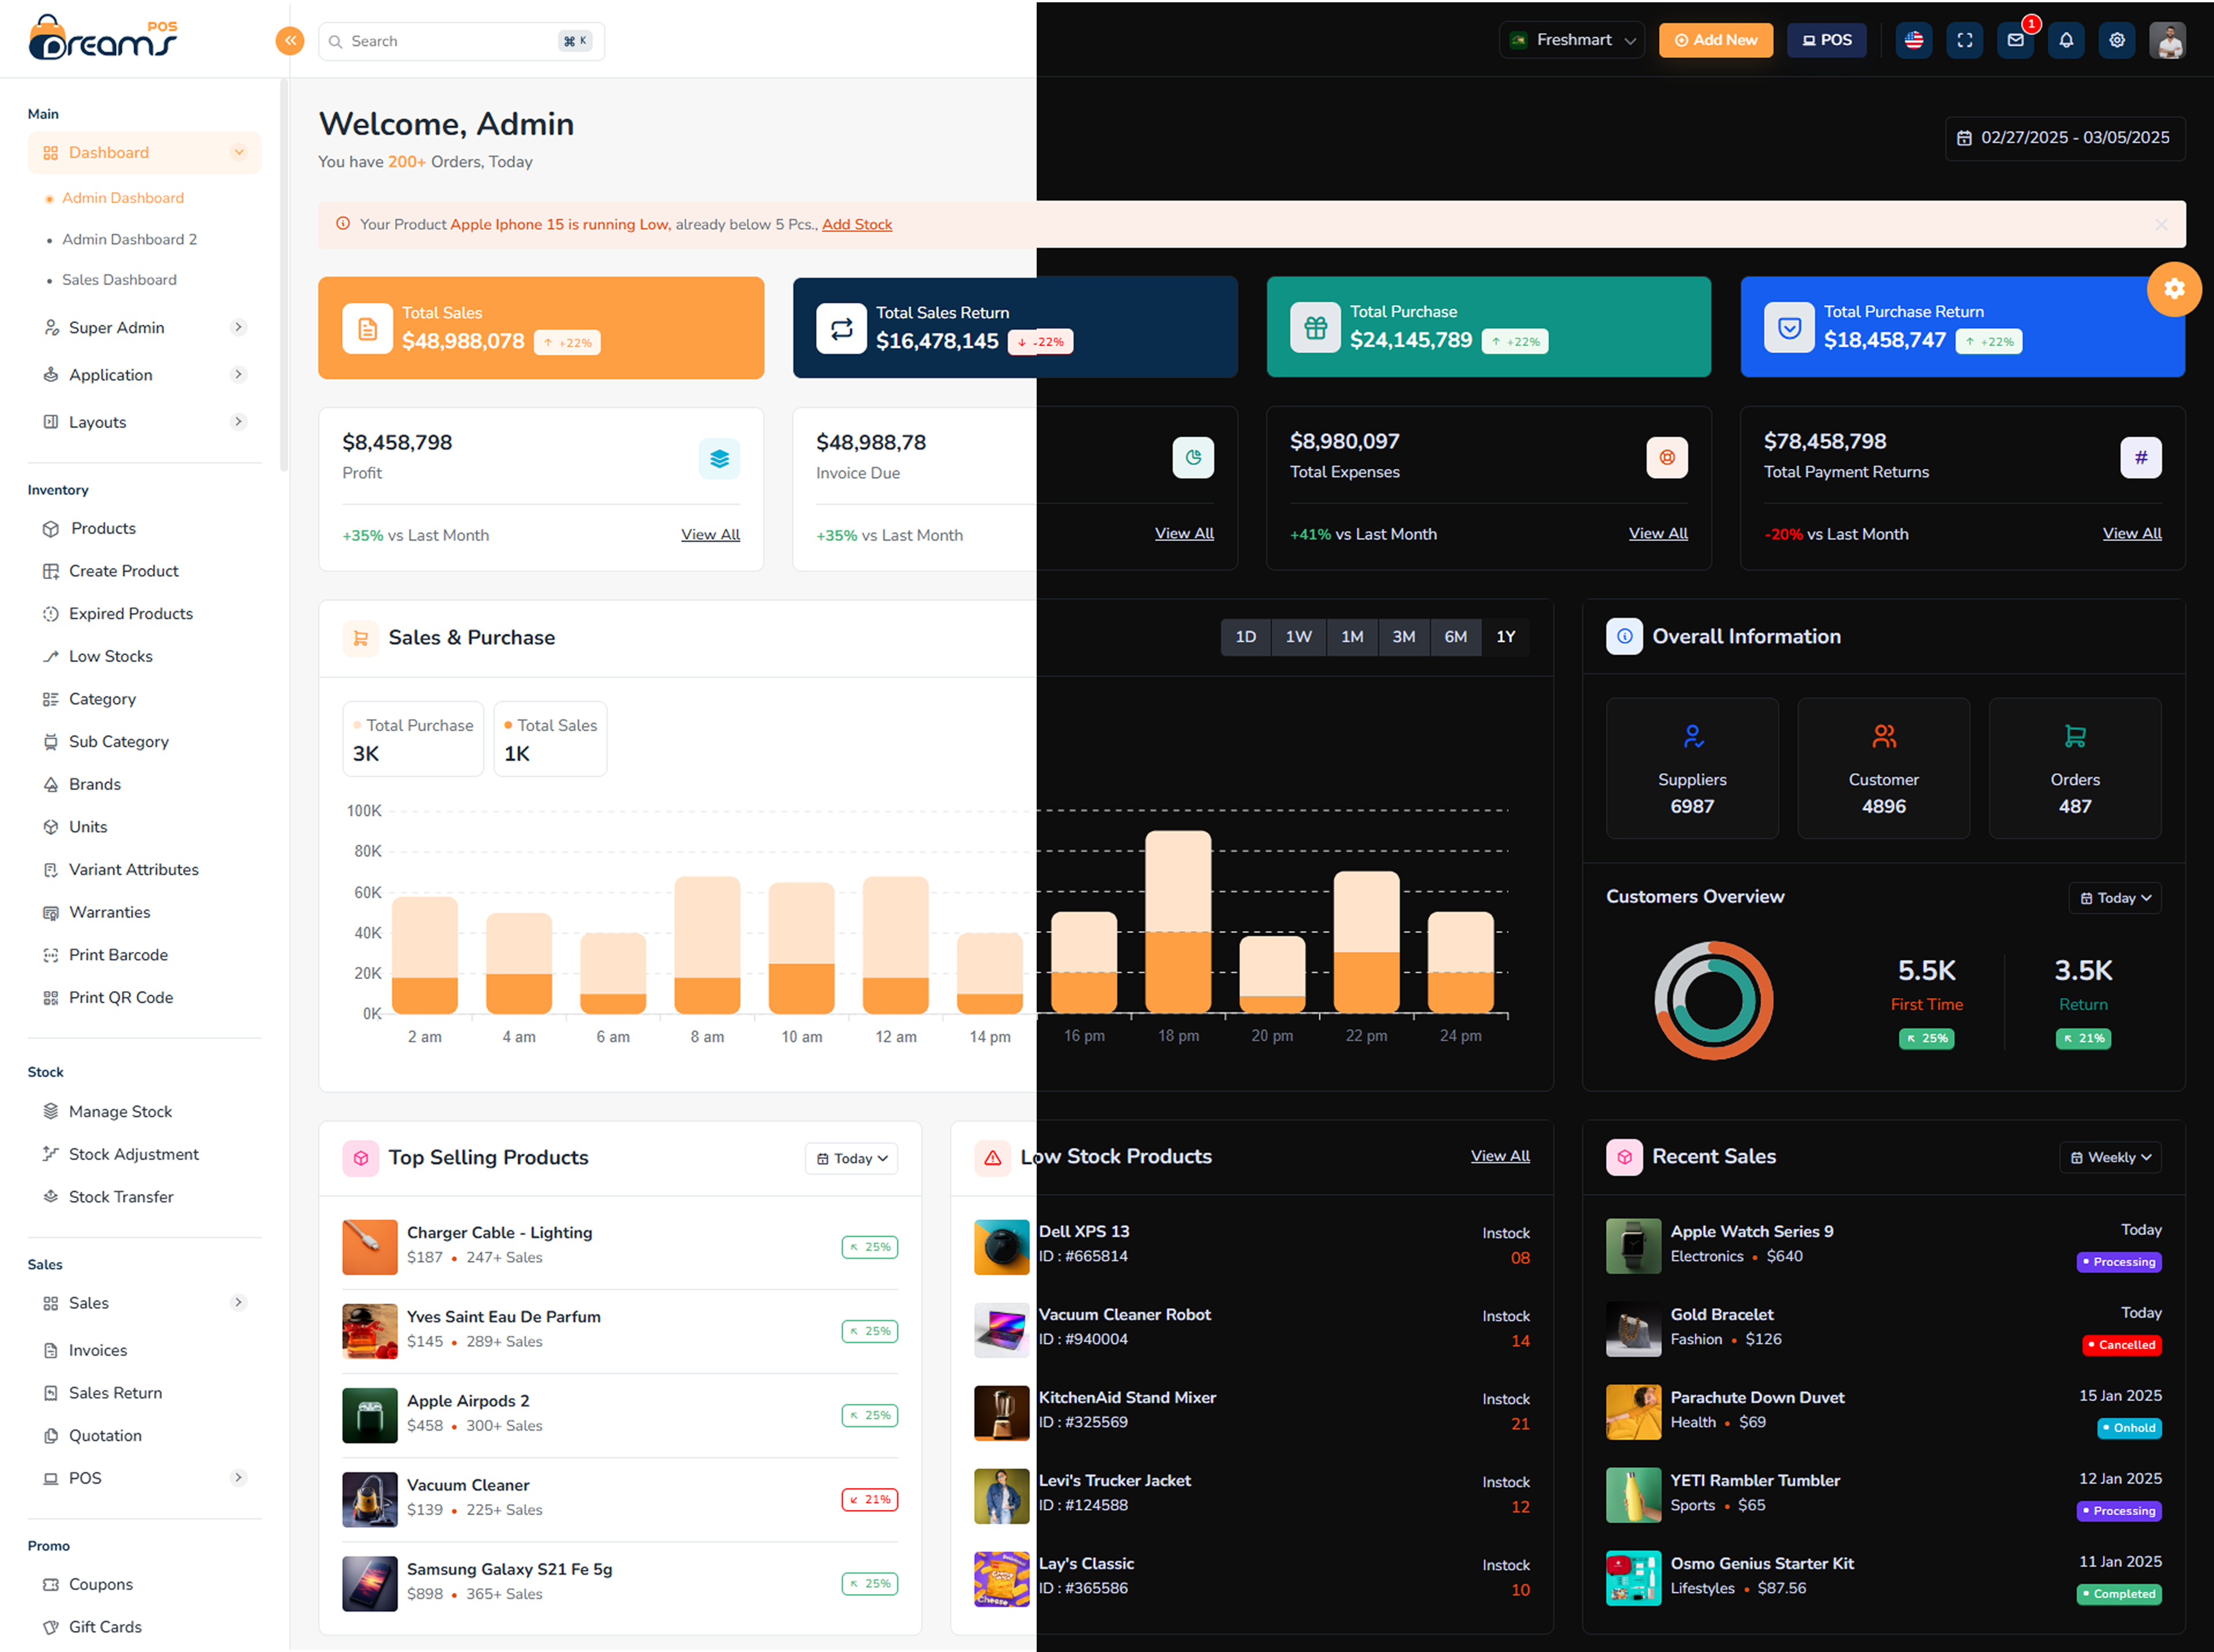 POS
Dreams
Search
⌘ K
Freshmart
Add New
POS
1
Main
Dashboard
Admin Dashboard
Admin Dashboard 2
Sales Dashboard
Super Admin
Application
Layouts
Inventory
Products
Create Product
Expired Products
Low Stocks
Category
Sub Category
Brands
Units
Variant Attributes
Warranties
Print Barcode
Print QR Code
Stock
Manage Stock
Stock Adjustment
Stock Transfer
Sales
Sales
Invoices
Sales Return
Quotation
POS
Promo
Coupons
Gift Cards
Welcome, Admin
You have 200+ Orders, Today
02/27/2025 - 03/05/2025
Your Product Apple Iphone 15 is running Low, already below 5 Pcs., Add Stock
Total Sales
$48,988,078 +22%
Total Sales Return
$16,478,145 -22%
Total Purchase
$24,145,789 +22%
Total Purchase Return
$18,458,747 +22%
$8,458,798
Profit
+35% vs Last Month View All
$48,988,78
Invoice Due
+35% vs Last Month View All
$8,980,097
Total Expenses
+41% vs Last Month View All
$78,458,798
Total Payment Returns
#
-20% vs Last Month View All
Sales & Purchase
1D 1W 1M 3M 6M 1Y
Total Purchase
3K
Total Sales
1K
100K
80K
60K
40K
20K
0K
2 am 4 am 6 am 8 am 10 am 12 am 14 pm 16 pm 18 pm 20 pm 22 pm 24 pm
Overall Information
Suppliers
6987
Customer
4896
Orders
487
Customers Overview
Today
5.5K
First Time
25%
3.5K
Return
21%
Top Selling Products
Today
Charger Cable - Lighting
$187 • 247+ Sales
25%
Yves Saint Eau De Parfum
$145 • 289+ Sales
25%
Apple Airpods 2
$458 • 300+ Sales
25%
Vacuum Cleaner
$139 • 225+ Sales
21%
Samsung Galaxy S21 Fe 5g
$898 • 365+ Sales
25%
Low Stock Products
View All
Dell XPS 13
ID : #665814
Instock
08
Vacuum Cleaner Robot
ID : #940004
Instock
14
KitchenAid Stand Mixer
ID : #325569
Instock
21
Levi's Trucker Jacket
ID : #124588
Instock
12
Lay's Classic
ID : #365586
Instock
10
Cheese
Recent Sales
Weekly
Apple Watch Series 9
Electronics • $640
Today
Processing
Gold Bracelet
Fashion • $126
Today
Cancelled
Parachute Down Duvet
Health • $69
15 Jan 2025
Onhold
YETI Rambler Tumbler
Sports • $65
12 Jan 2025
Processing
Osmo Genius Starter Kit
Lifestyles • $87.56
11 Jan 2025
Completed